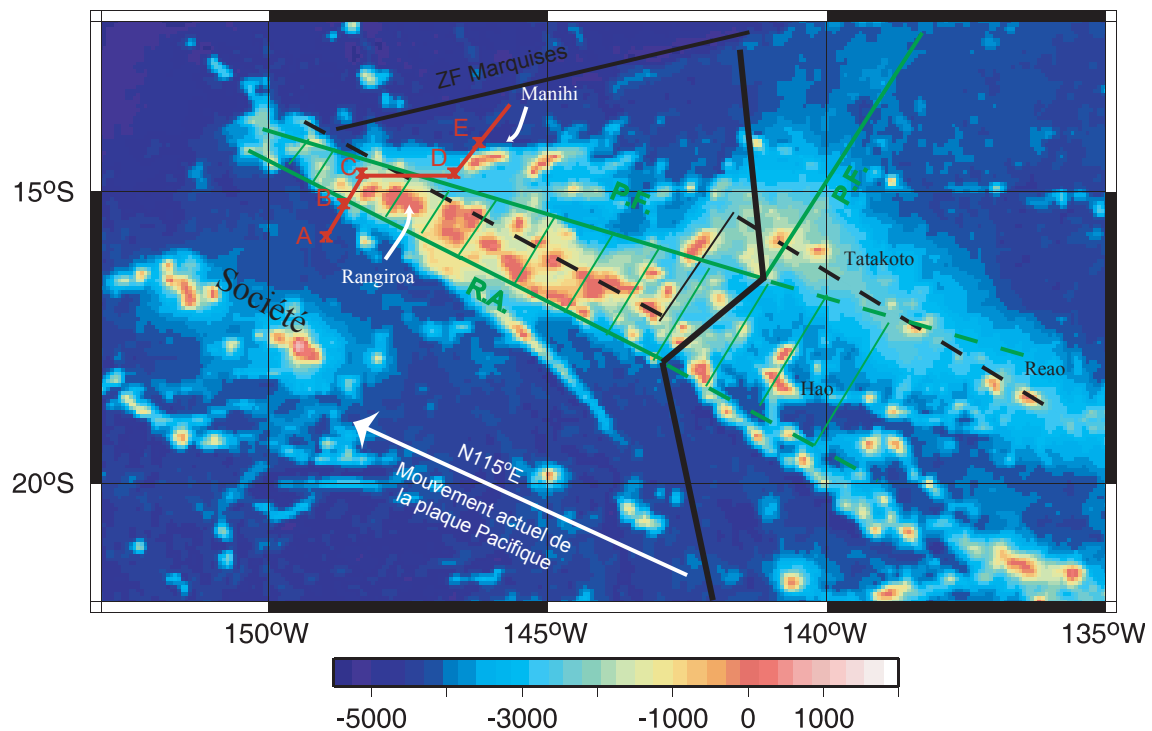 ZF Marquises
Manihi
E
D
C
B
A
15ºS
P.F.
P.F.
Rangiroa
R.A.
Tatakoto
Société
Reao
Hao
N115ºE
Mouvement actuel de
la plaque Pacifique
20ºS
150ºW 145ºW 140ºW 135ºW
-5000 -3000 -1000 0 1000